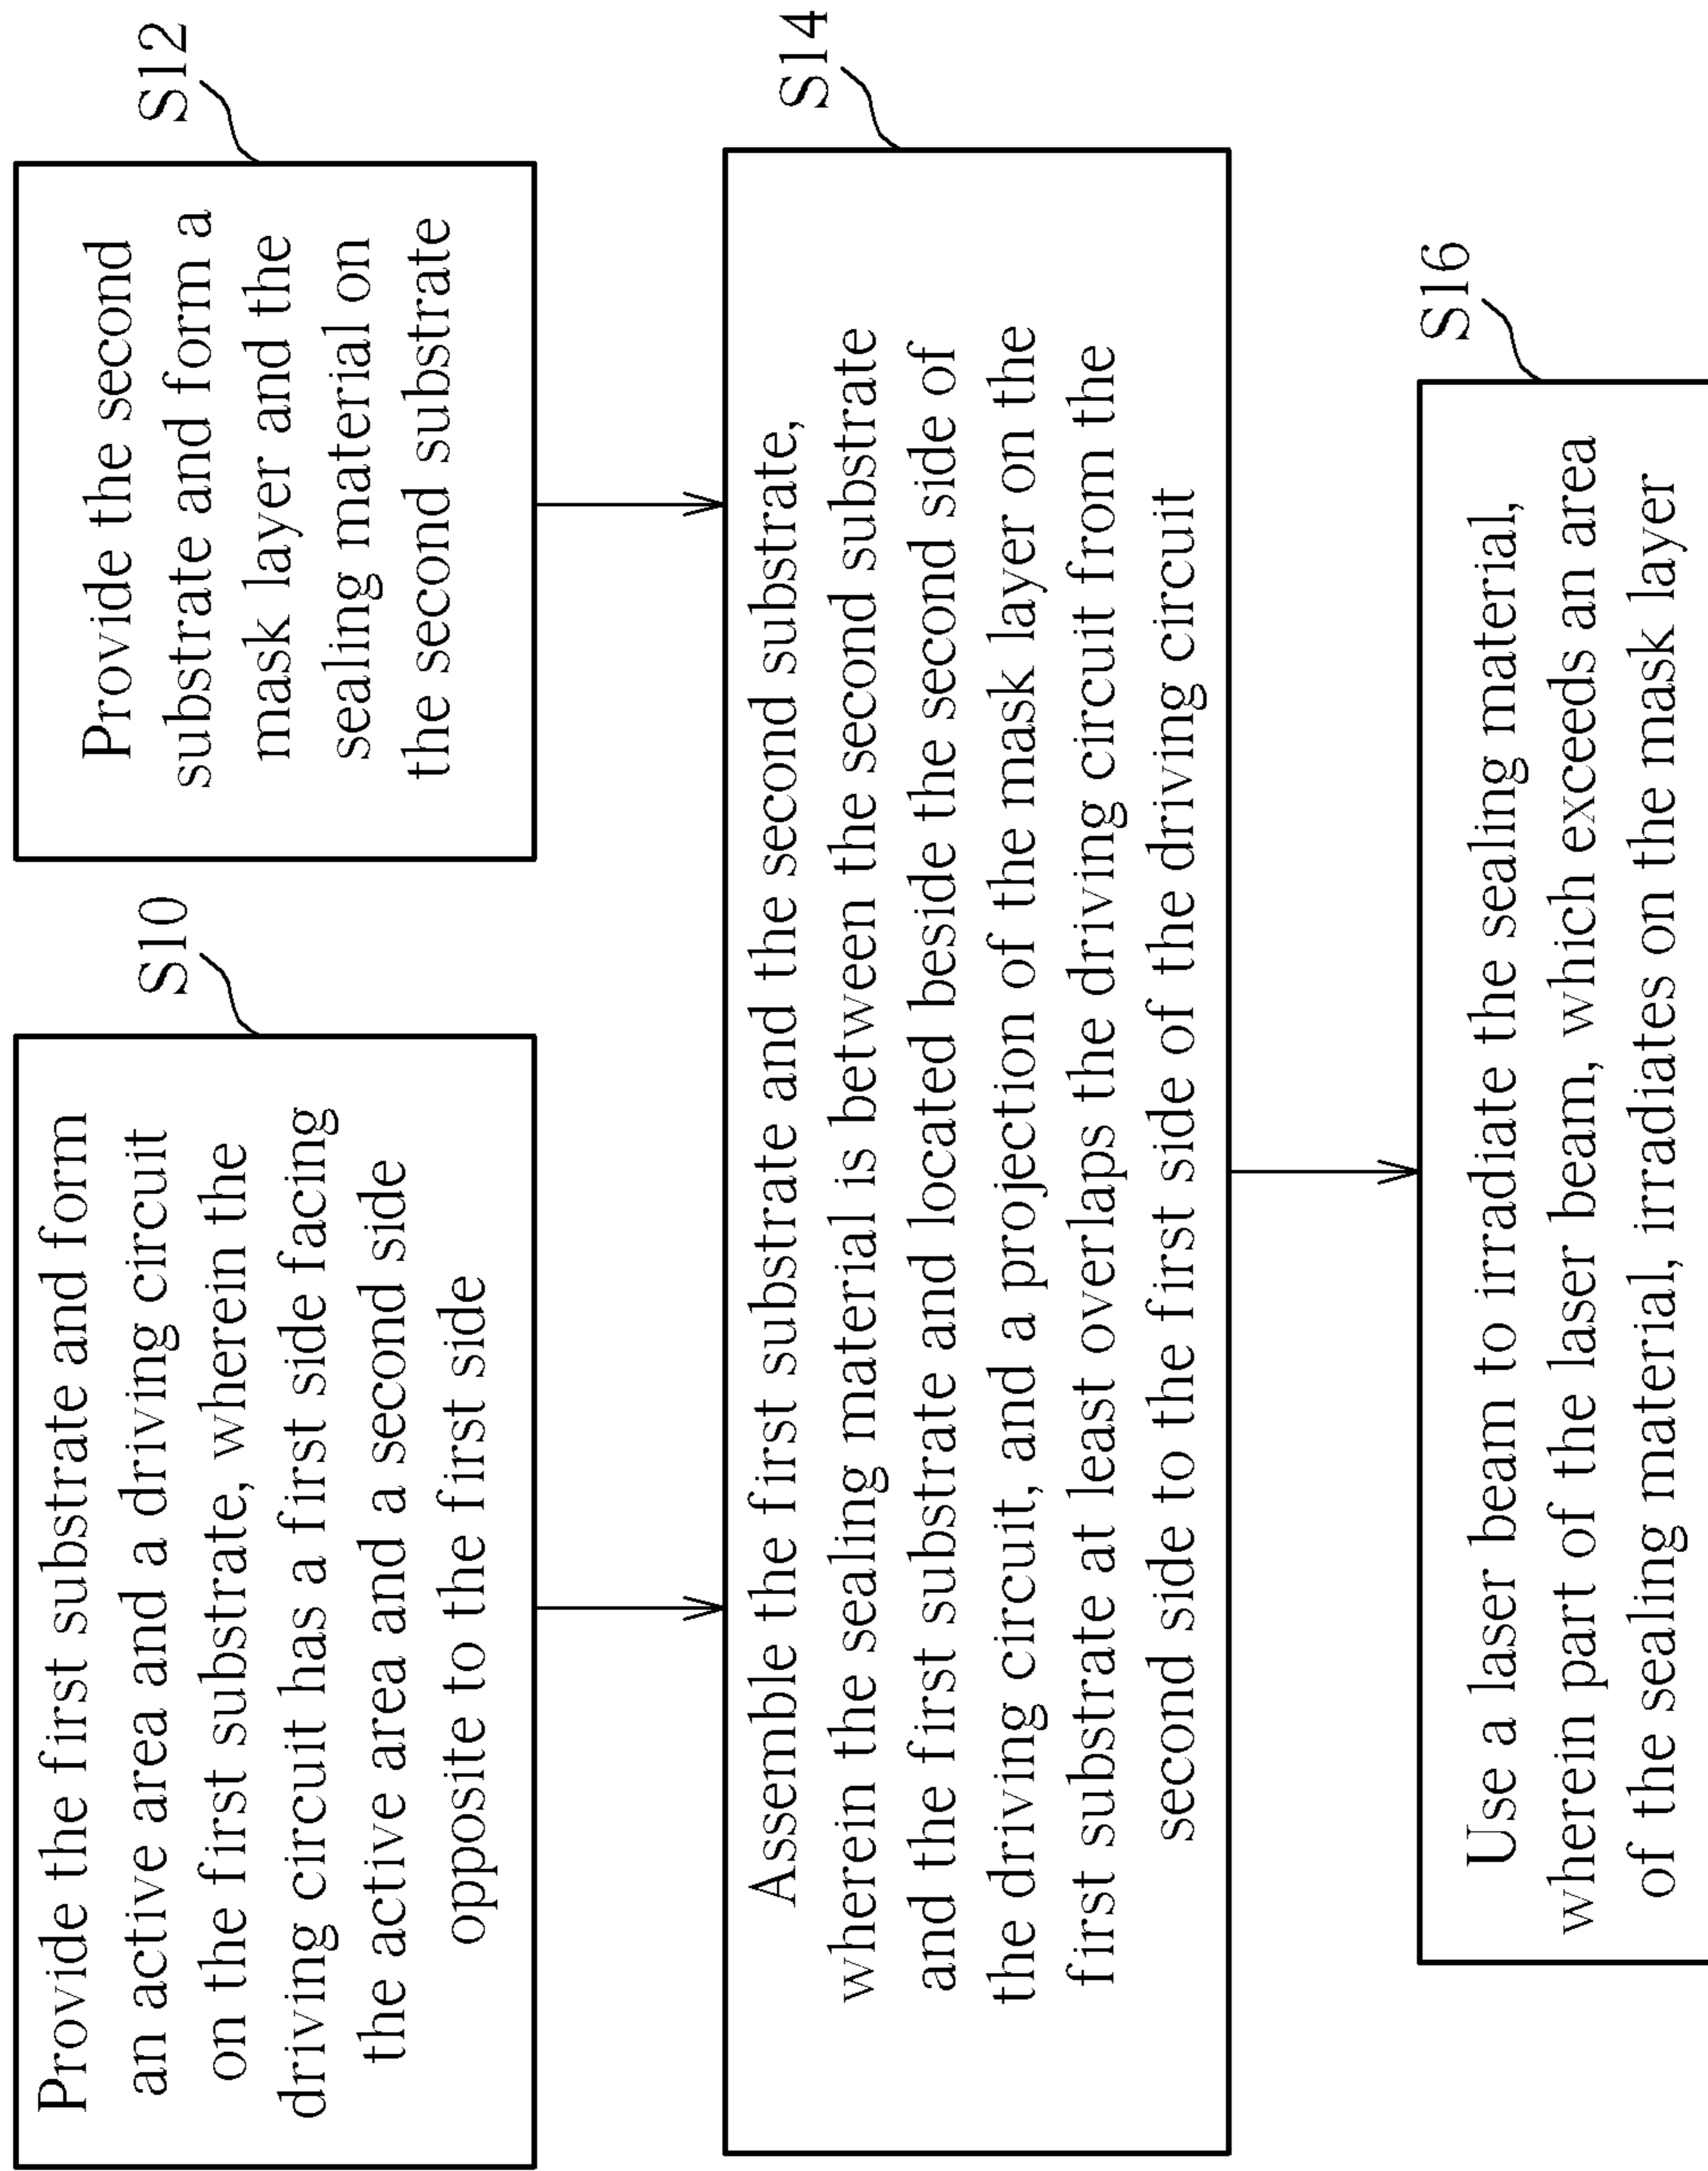 S10
Provide the first substrate and form
an active area and a driving circuit
on the first substrate, wherein the
driving circuit has a first side facing
the active area and a second side
opposite to the first side
S12
Provide the second
substrate and form a
mask layer and the
sealing material on
the second substrate
S14
Assemble the first substrate and the second substrate,
wherein the sealing material is between the second substrate
and the first substrate and located beside the second side of
the driving circuit, and a projection of the mask layer on the
first substrate at least overlaps the driving circuit from the
second side to the first side of the driving circuit
S16
Use a laser beam to irradiate the sealing material,
wherein part of the laser beam, which exceeds an area
of the sealing material, irradiates on the mask layer